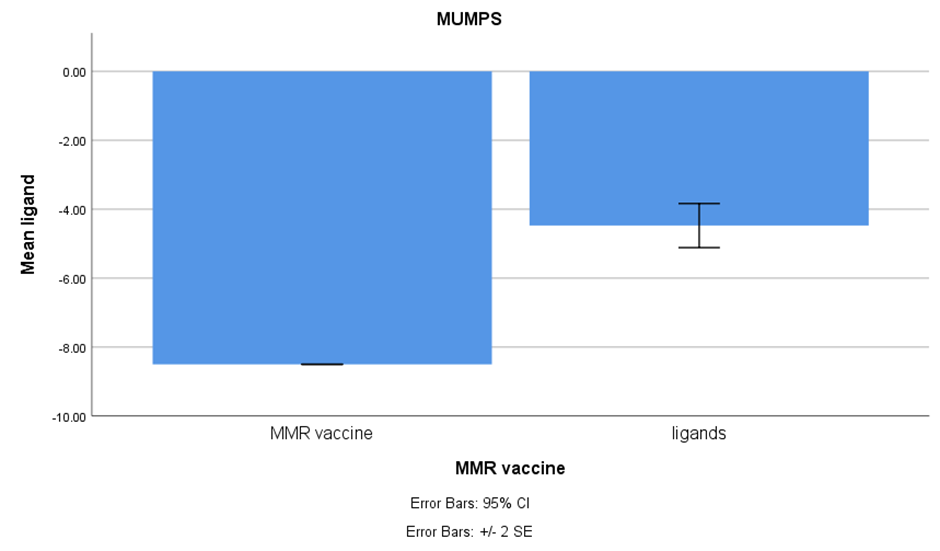 MUMPS
Mean ligand
0.00
-2.00
-4.00
-6.00
-8.00
-10.00
MMR vaccine
ligands
MMR vaccine
Error Bars: 95% CI
Error Bars: +/- 2 SE